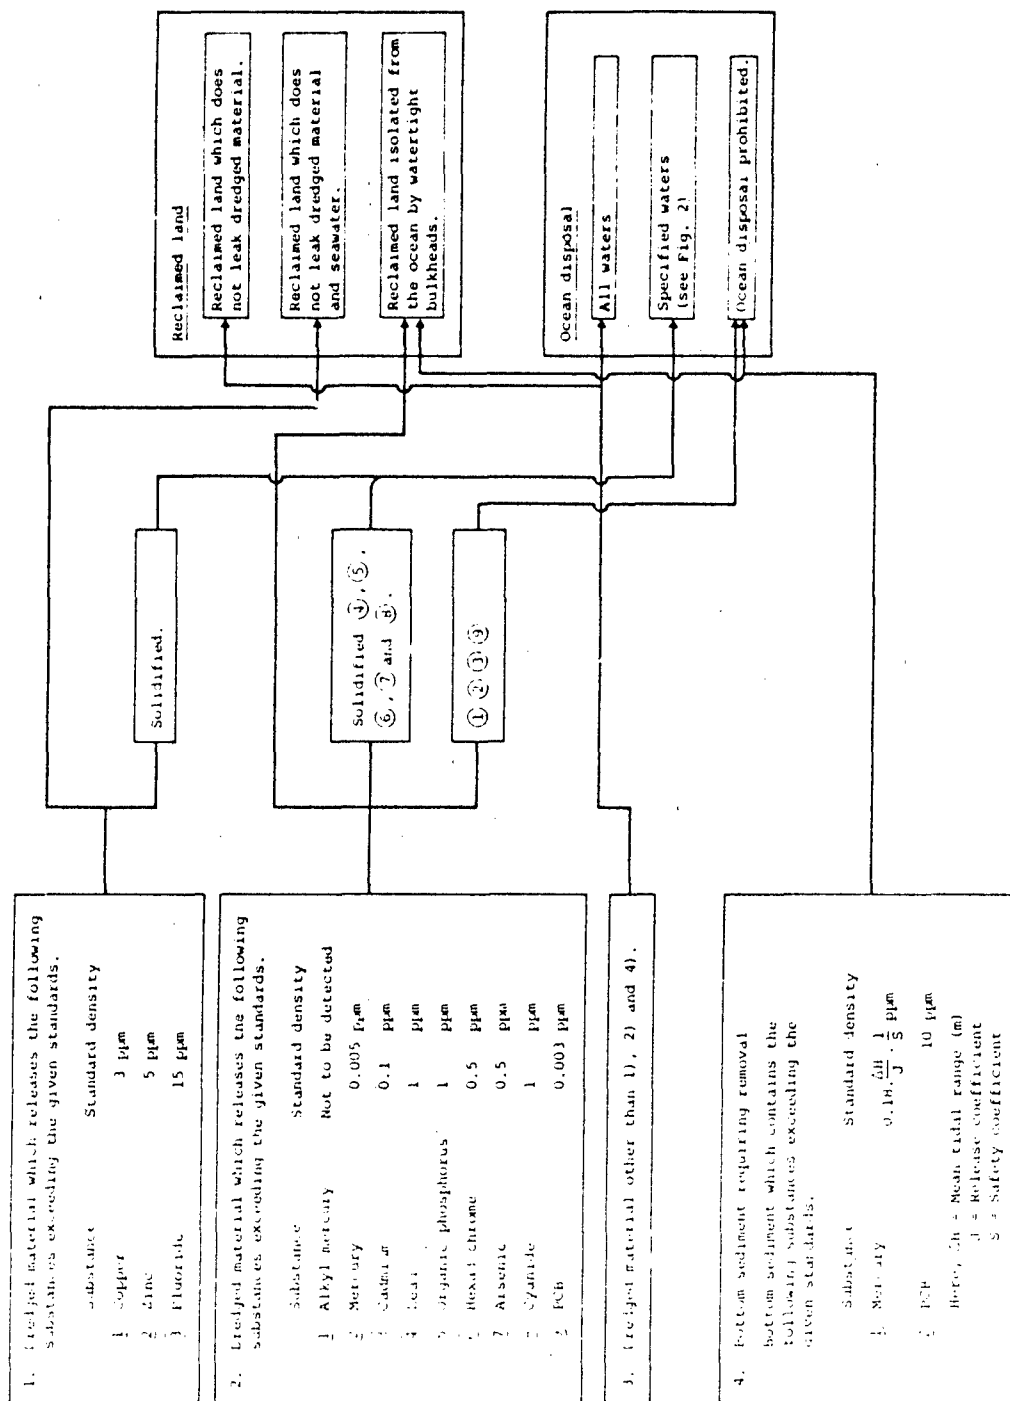 1. Dredged material which releases the following
substances exceeding the given standards.
Substance Standard density
1 Copper 3 ppm
2 Zinc 5 ppm
3 Fluoride 15 ppm
2. Dredged material which releases the following
substances exceeding the given standards.
Substance Standard density
1 Alkyl mercury Not to be detected
2 Mercury 0.005 ppm
3 Cadmium 0.1 ppm
4 Lead 1 ppm
5 Organic phosphorus 1 ppm
6 Hexad chrome 0.5 ppm
7 Arsenic 0.5 ppm
Cyanide 1 ppm
PCB 0.003 ppm
3. Dredged material other than 1), 2) and 4).
4. Bottom sediment requiring removal
bottom sediment which contains the
following substances exceeding the
given standards.
Substance Standard density
1 Mercury 0.18 · ΔH/J · 1/S ppm
PCB 10 ppm
Here, Δh = Mean tidal range (m)
J = Release coefficient
S = Safety coefficient
Solidified.
Solidified ④, ⑤,
⑥, ⑦ and ⑧.
① ② ③ ⑨
Reclaimed land
Reclaimed land which does
not leak dredged material.
Reclaimed land which does
not leak dredged material
and seawater.
Reclaimed land isolated from
the ocean by watertight
bulkheads.
Ocean disposal
All waters
Specified waters
(see Fig. 2)
Ocean disposal prohibited.